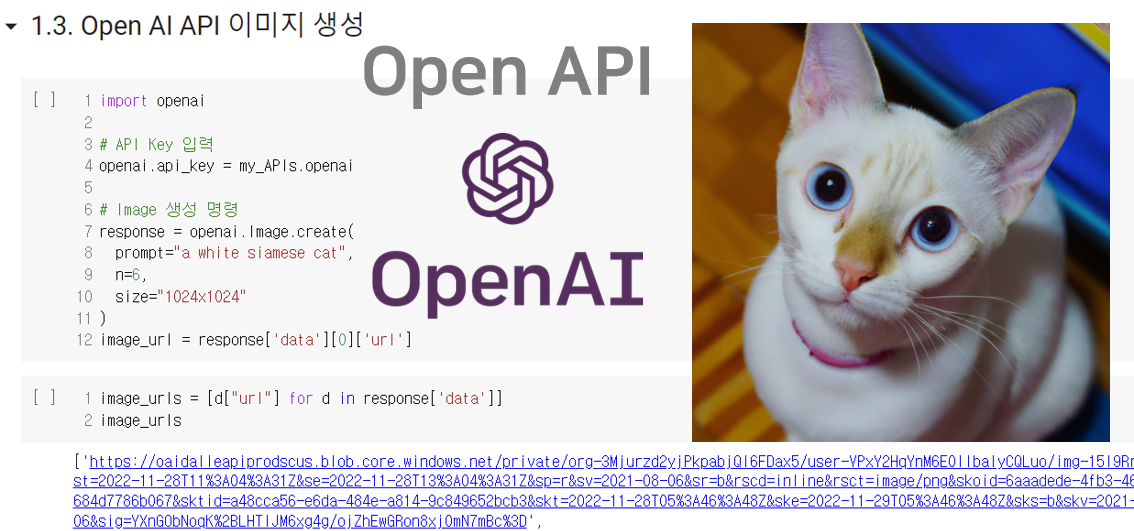 1.3. Open AI API 이미지 생성
Open API
OpenAI
[ ] 1 import openai
2
3 # API Key 입력
4 openai.api_key = my_APIs.openai
5
6 # Image 생성 명령
7 response = openai.Image.create(
8 prompt="a white siamese cat",
9 n=6,
10 size="1024x1024"
11 )
12 image_url = response['data'][0]['url']
[ ] 1 image_urls = [d["url"] for d in response['data']]
2 image_urls
['https://oaidalleapiprodscus.blob.core.windows.net/private/org-3Mjurzd2yjPkpabjQl6FDax5/user-VPxY2HqYnM6E0llbalyCQLuo/img-15l9Rr
st=2022-11-28T11%3A04%3A31Z&se=2022-11-28T13%3A04%3A31Z&sp=r&sv=2021-08-06&sr=b&rscd=inline&rsct=image/png&skoid=6aaadede-4fb3-46
684d7786b067&sktid=a48cca56-e6da-484e-a814-9c849652bcb3&skt=2022-11-28T05%3A46%3A48Z&ske=2022-11-29T05%3A46%3A48Z&sks=b&skv=2021-
06&sig=YXnG0bNoqK%2BLHTlJM6xg4g/ojZhEwGRon8xj0mN7mBc%3D',